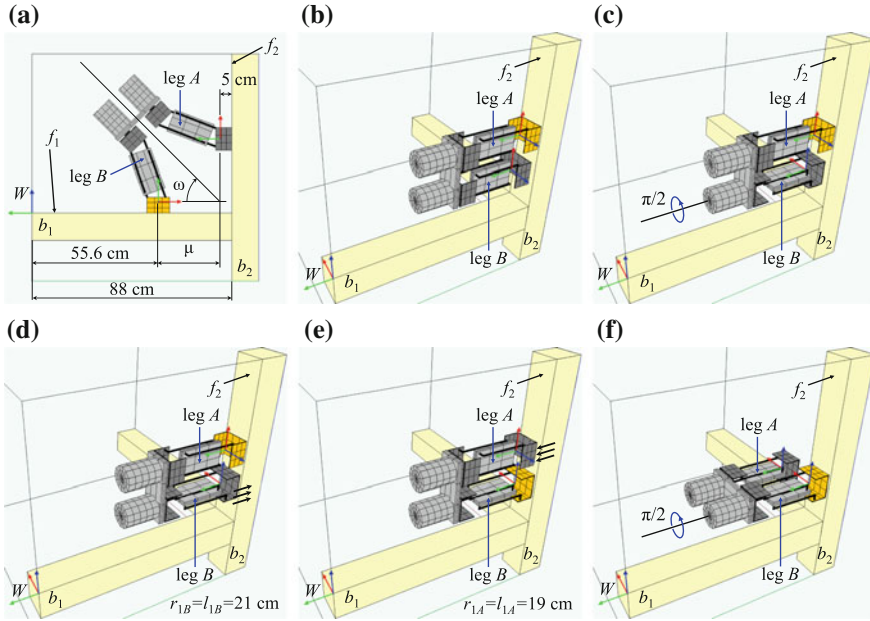 (a)
f₂
leg A
5 cm
f₁
leg B
W
ω
b₁
55.6 cm
μ
b₂
88 cm
(b)
f₂
leg A
leg B
b₂
W
b₁
(c)
f₂
leg A
π/2
leg B
b₂
W
b₁
(d)
f₂
leg A
b₂
leg B
W
b₁
r₁B=l₁B=21 cm
(e)
f₂
leg A
b₂
leg B
W
b₁
r₁A=l₁A=19 cm
(f)
f₂
leg A
π/2
b₂
leg B
W
b₁